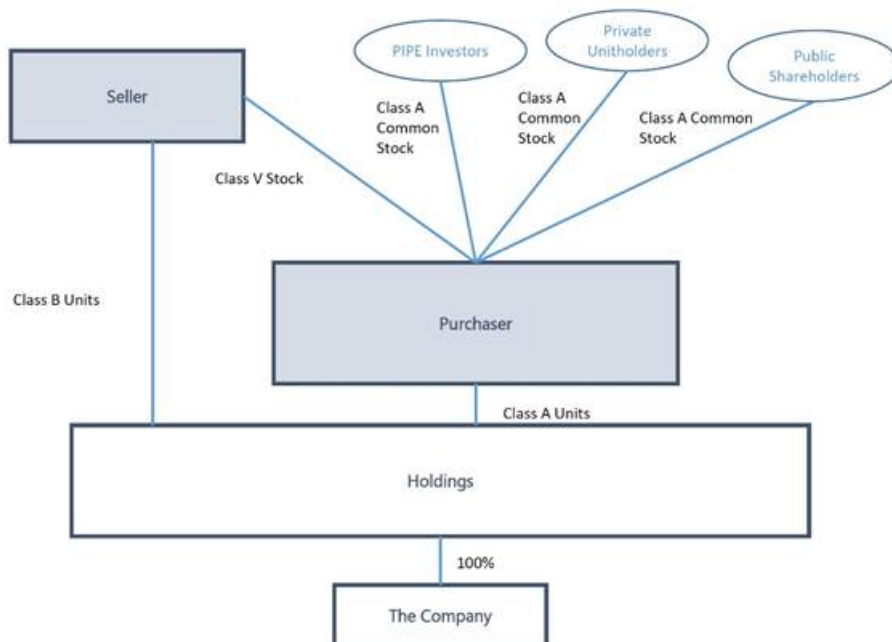 Private
Unitholders
PIPE Investors
Public
Shareholders
Seller
Class A
Common
Stock
Class A
Common
Stock
Class A Common
Stock
Class V Stock
Class B Units
Purchaser
Class A Units
Holdings
100%
The Company